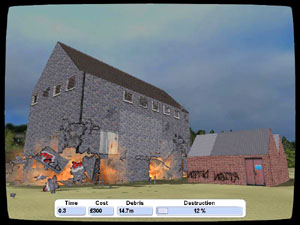 Time Cost Debris Destruction
0.3 £300 14.7m 12 %